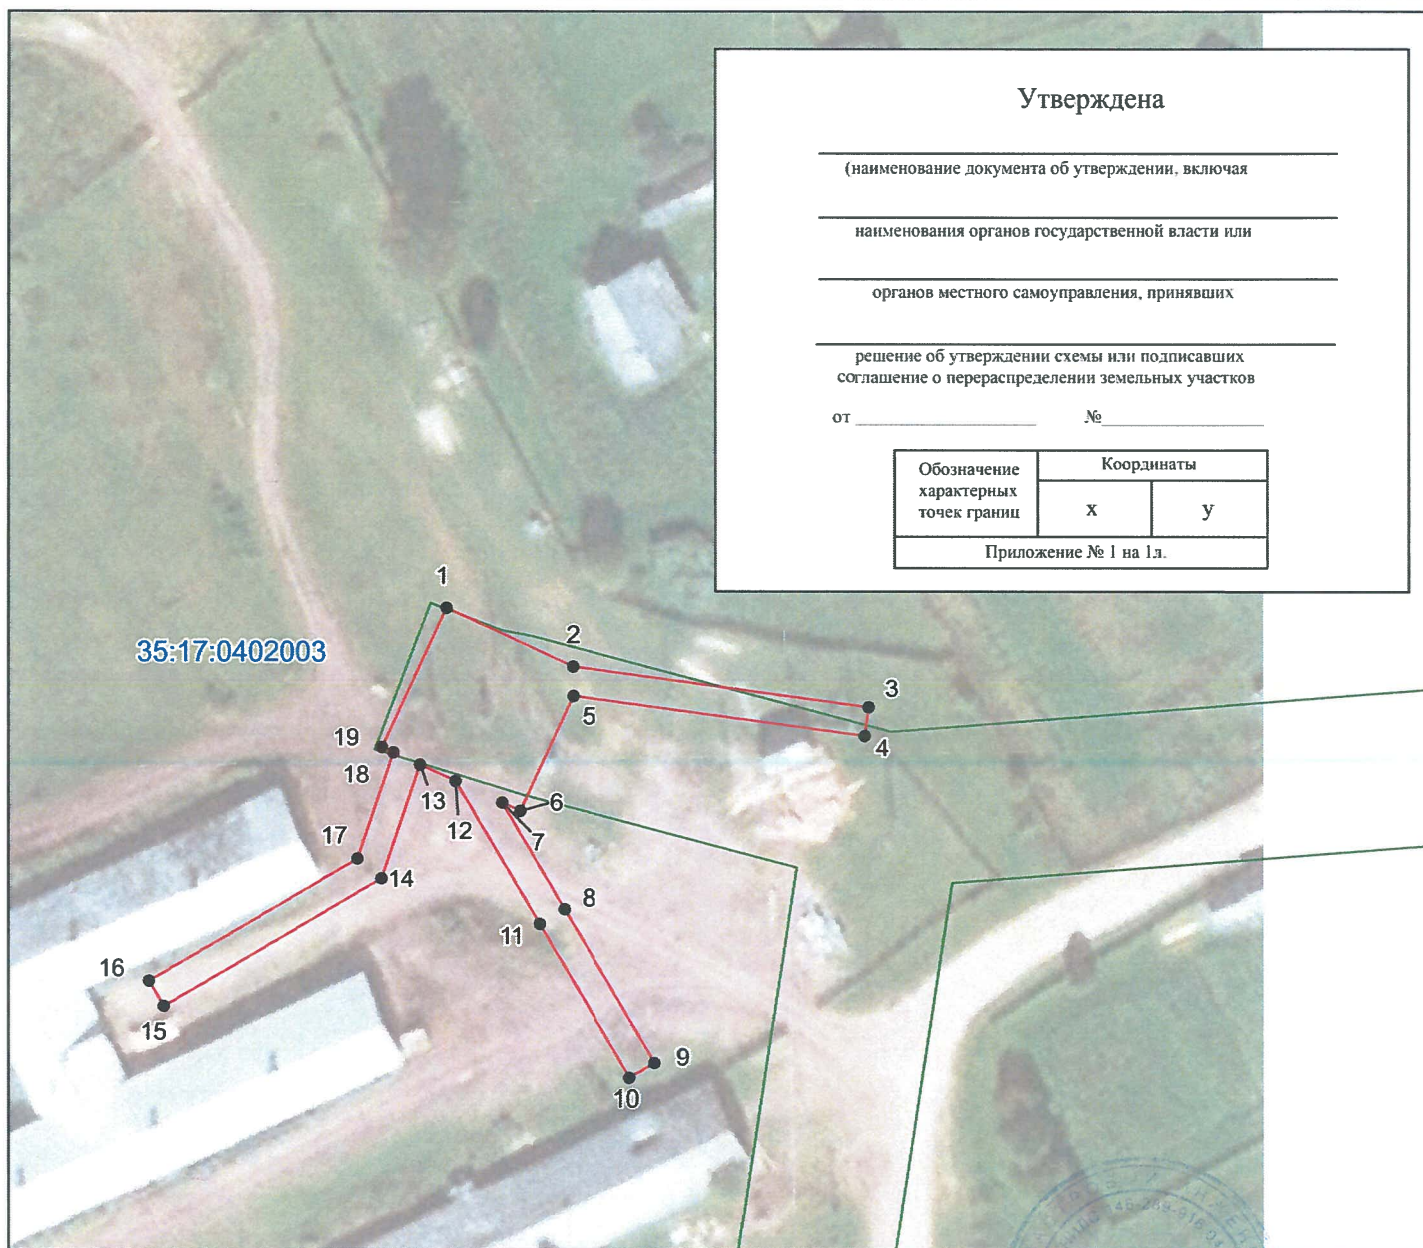 Утверждена
(наименование документа об утверждении, включая
наименования органов государственной власти или
органов местного самоуправления, принявших
решение об утверждении схемы или подписавших
соглашение о перераспределении земельных участков
от №
Обозначение характерных точек границ
Координаты
x y
Приложение № 1 на 1л.
35:17:0402003
1
2
3
4
5
6
7
8
9
10
11
12
13
14
15
16
17
18
19